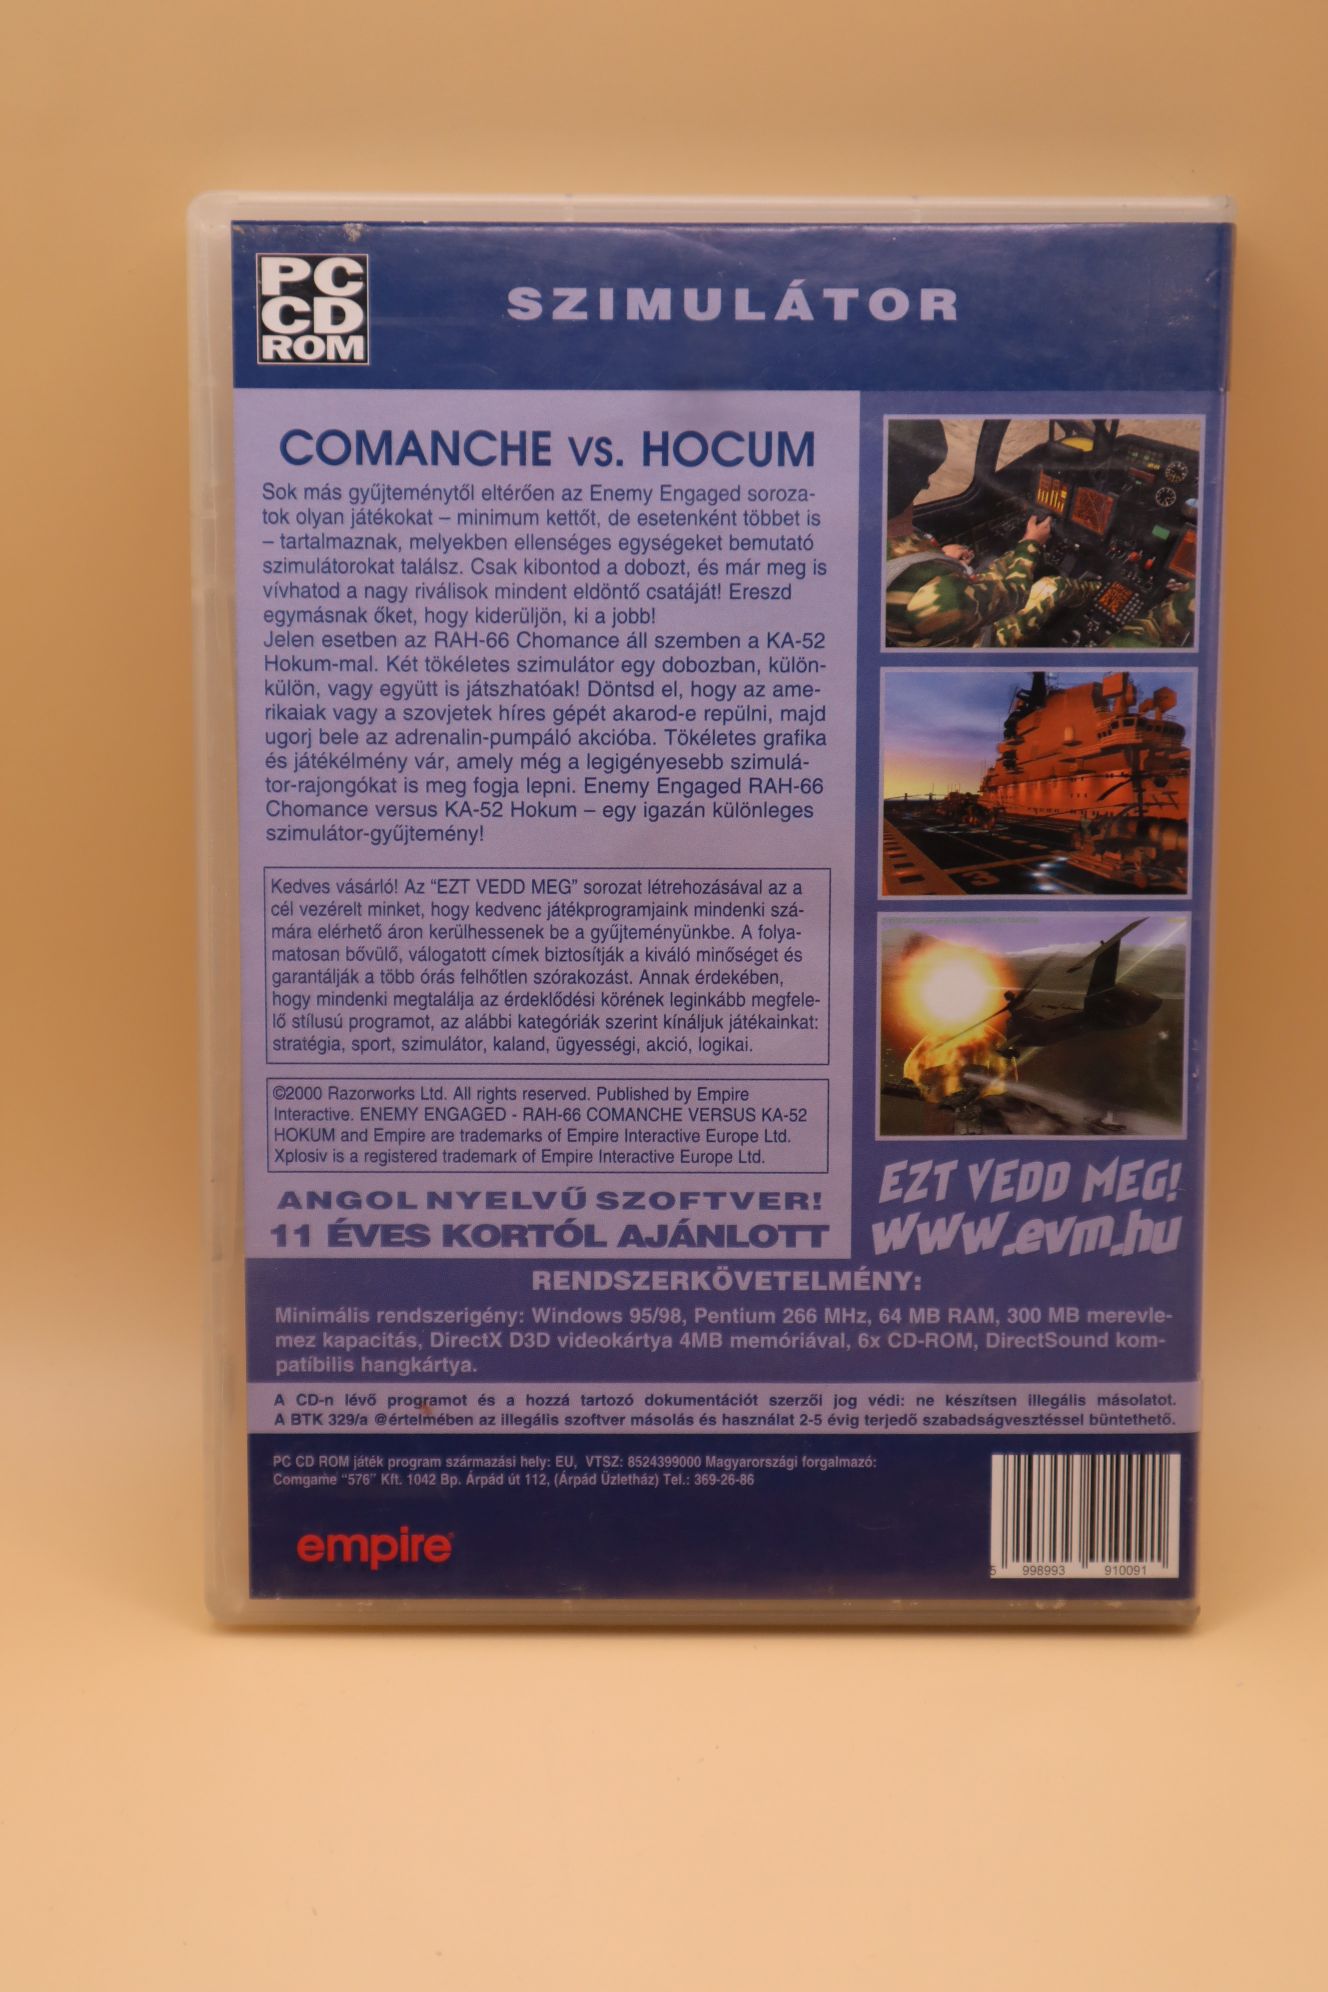 PC
CD
ROM
SZIMULÁTOR
COMANCHE vs. HOCUM
Sok más gyűjteménytől eltérően az Enemy Engaged soroza-
tok olyan játékokat – minimum kettőt, de esetenként többet is
– tartalmaznak, melyekben ellenséges egységeket bemutató
szimulátorokat találsz. Csak kibontod a dobozt, és már meg is
vívhatod a nagy riválisok mindent eldöntő csatáját! Ereszd
egymásnak őket, hogy kiderüljön, ki a jobb!
Jelen esetben az RAH-66 Chomance áll szemben a KA-52
Hokum-mal. Két tökéletes szimulátor egy dobozban, külön-
külön, vagy együtt is játszhatóak! Döntsd el, hogy az ame-
rikaiak vagy a szovjetek híres gépét akarod-e repülni, majd
ugorj bele az adrenalin-pumpáló akcióba. Tökéletes grafika
és játékélmény vár, amely még a legigényesebb szimulá-
tor-rajongókat is meg fogja lepni. Enemy Engaged RAH-66
Chomance versus KA-52 Hokum – egy igazán különleges
szimulátor-gyűjtemény!
Kedves vásárló! Az “EZT VEDD MEG” sorozat létrehozásával az a
cél vezérelt minket, hogy kedvenc játékprogramjaink mindenki szá-
mára elérhető áron kerülhessenek be a gyűjteményünkbe. A folya-
matosan bővülő, válogatott címek biztosítják a kiváló minőséget és
garantálják a több órás felhőtlen szórakozást. Annak érdekében,
hogy mindenki megtalálja az érdeklődési körének leginkább megfele-
lő stílusú programot, az alábbi kategóriák szerint kínáljuk játékainkat:
stratégia, sport, szimulátor, kaland, ügyességi, akció, logikai.
©2000 Razorworks Ltd. All rights reserved. Published by Empire
Interactive. ENEMY ENGAGED - RAH-66 COMANCHE VERSUS KA-52
HOKUM and Empire are trademarks of Empire Interactive Europe Ltd.
Xplosiv is a registered trademark of Empire Interactive Europe Ltd.
ANGOL NYELVŰ SZOFTVER!
11 ÉVES KORTÓL AJÁNLOTT
EZT VEDD MEG!
www.evm.hu
RENDSZERKÖVETELMÉNY:
Minimális rendszerigény: Windows 95/98, Pentium 266 MHz, 64 MB RAM, 300 MB merevle-
mez kapacitás, DirectX D3D videokártya 4MB memóriával, 6x CD-ROM, DirectSound kom-
patíbilis hangkártya.
A CD-n lévő programot és a hozzá tartozó dokumentációt szerzői jog védi: ne készítsen illegális másolatot.
A BTK 329/a @értelmében az illegális szoftver másolás és használat 2-5 évig terjedő szabadságvesztéssel büntethető.
PC CD ROM játék program származási hely: EU, VTSZ: 8524399000 Magyarországi forgalmazó:
Comgame “576” Kft. 1042 Bp. Árpád út 112, (Árpád Üzletház) Tel.: 369-26-86
empire
5 998993 910091